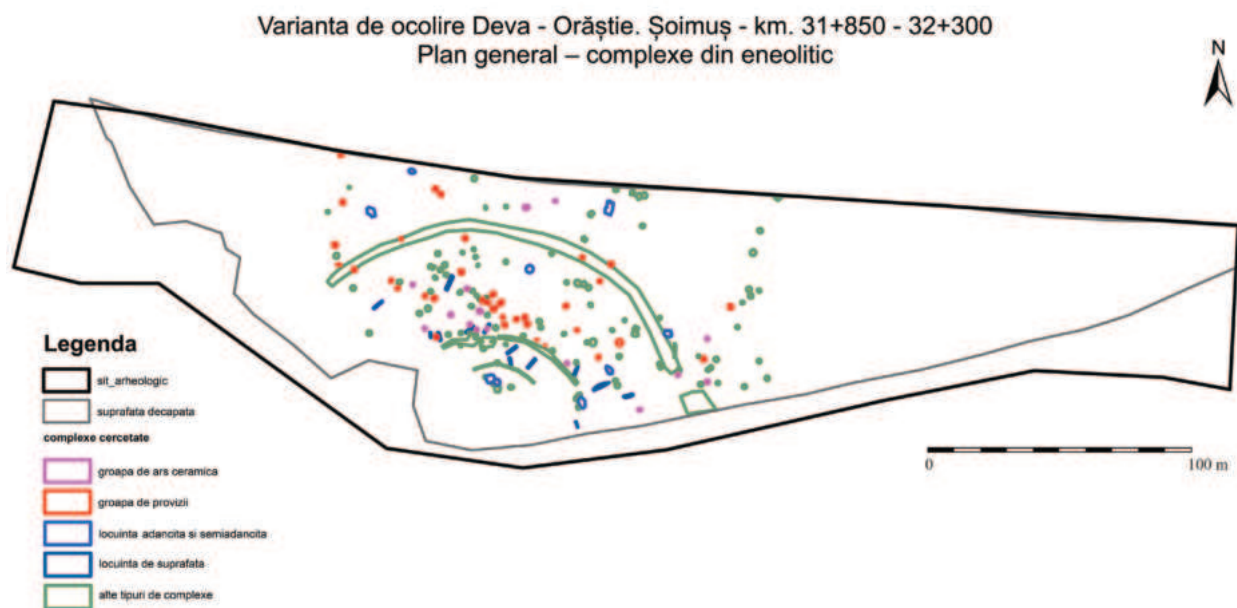 Varianta de ocolire Deva - Orăștie. Șoimuș - km. 31+850 - 32+300
Plan general – complexe din eneolitic
N
Legenda
sit_arheologic
suprafata decapata
complexe cercetate
groapa de ars ceramica
groapa de provizii
locuinta adancita si semiadancita
locuinta de suprafata
alte tipuri de complexe
0 100 m